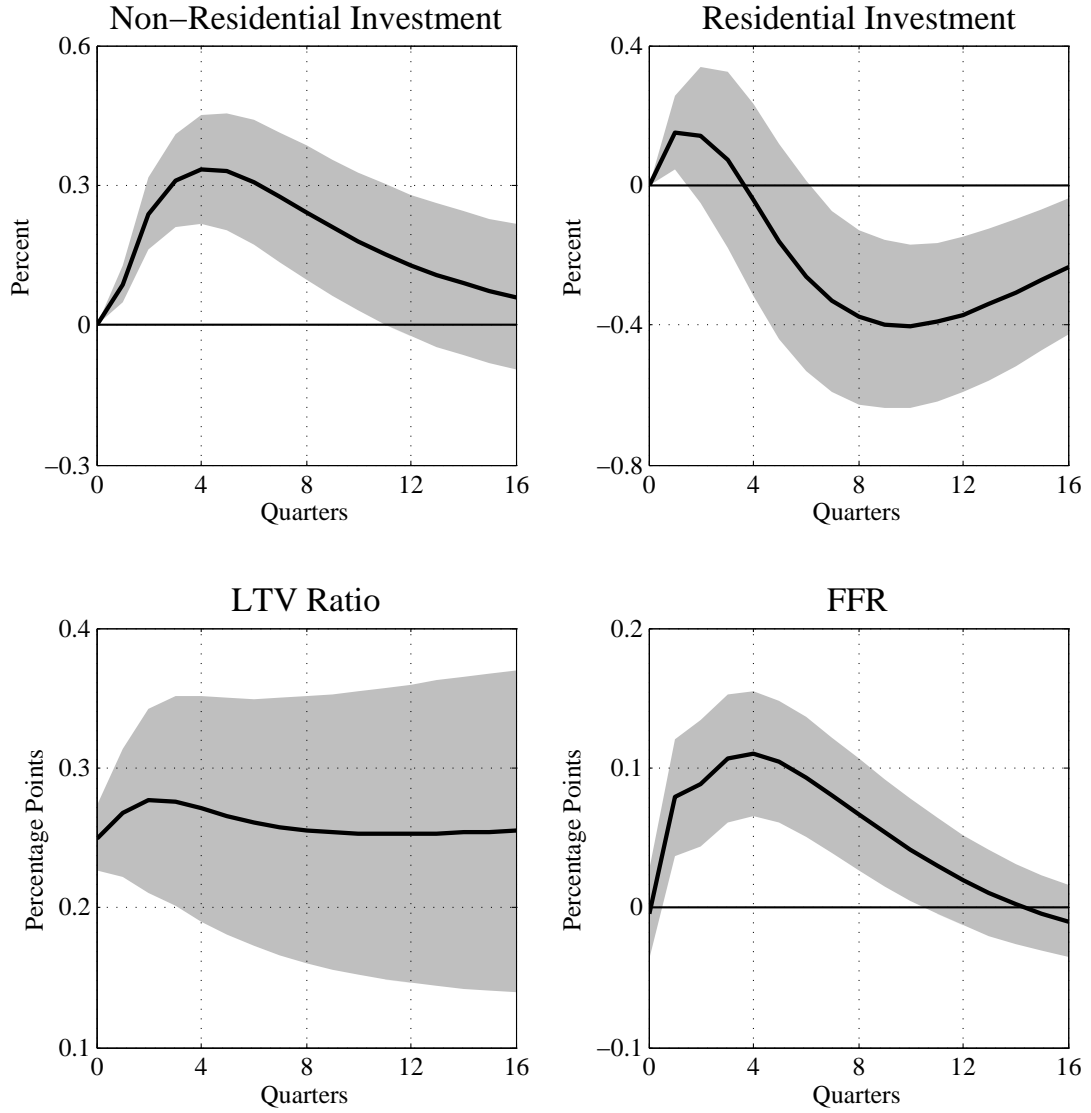 Non−Residential Investment
0.6
0.3
0
−0.3
Percent
0 4 8 12 16
Quarters
Residential Investment
0.4
0
−0.4
−0.8
Percent
0 4 8 12 16
Quarters
LTV Ratio
0.4
0.3
0.2
0.1
Percentage Points
0 4 8 12 16
Quarters
FFR
0.2
0.1
0
−0.1
Percentage Points
0 4 8 12 16
Quarters